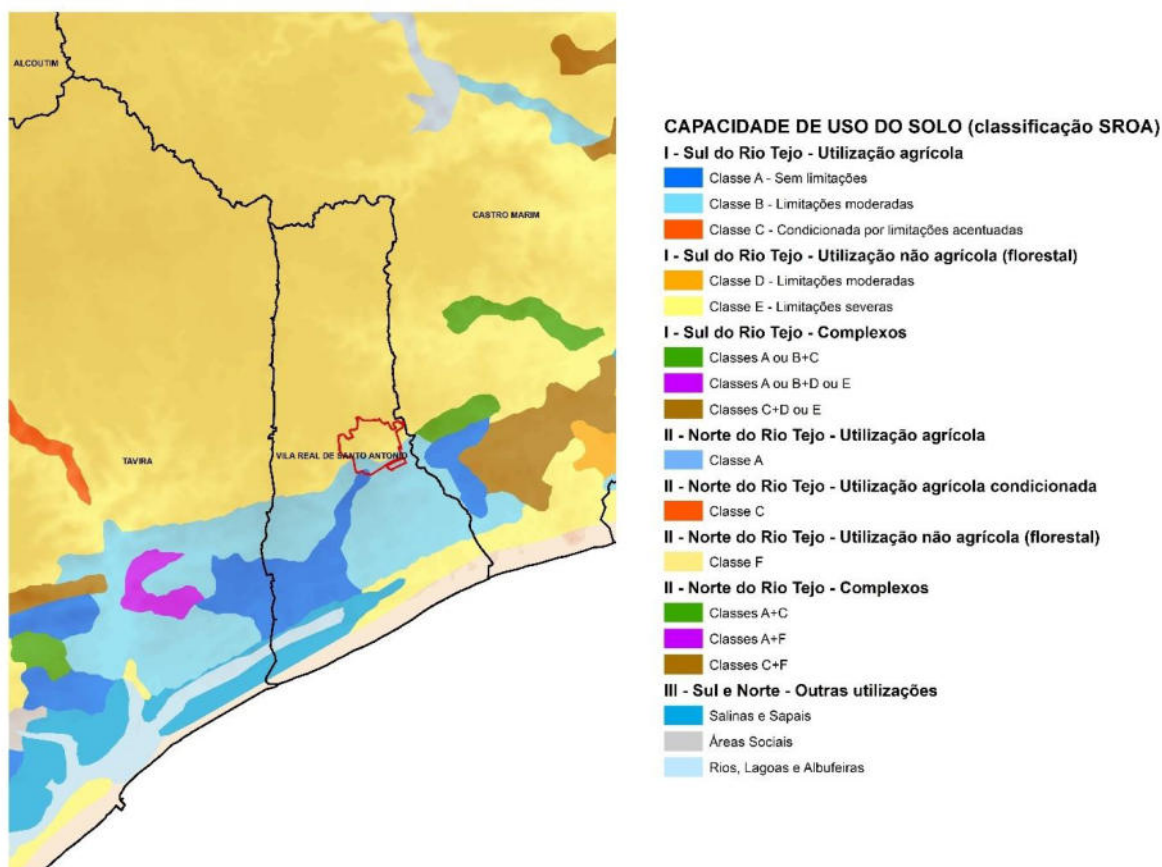 ALCOUTIM
CASTRO MARIM
TAVIRA
VILA REAL DE SANTO ANTONIO
CAPACIDADE DE USO DO SOLO (classificação SROA)
I - Sul do Rio Tejo - Utilização agrícola
Classe A - Sem limitações
Classe B - Limitações moderadas
Classe C - Condicionada por limitações acentuadas
I - Sul do Rio Tejo - Utilização não agrícola (florestal)
Classe D - Limitações moderadas
Classe E - Limitações severas
I - Sul do Rio Tejo - Complexos
Classes A ou B+C
Classes A ou B+D ou E
Classes C+D ou E
II - Norte do Rio Tejo - Utilização agrícola
Classe A
II - Norte do Rio Tejo - Utilização agrícola condicionada
Classe C
II - Norte do Rio Tejo - Utilização não agrícola (florestal)
Classe F
II - Norte do Rio Tejo - Complexos
Classes A+C
Classes A+F
Classes C+F
III - Sul e Norte - Outras utilizações
Salinas e Sapais
Áreas Sociais
Rios, Lagoas e Albufeiras